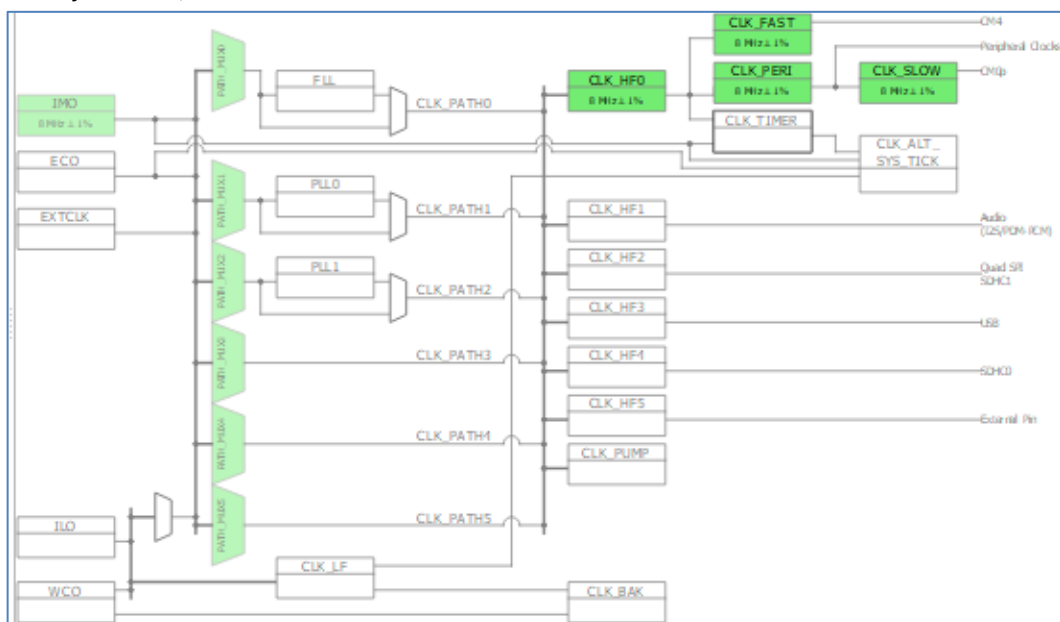 CLK_FAST
8 MHz ± 1%
CM4
Peripheral Clocks
PATH_MUX0
FLL
CLK_HF0
8 MHz ± 1%
CLK_PERI
8 MHz ± 1%
CLK_SLOW
8 MHz ± 1%
CM0p
IMO
8 MHz ± 1%
CLK_PATH0
CLK_TIMER
CLK_ALT_
SYS_TICK
ECO
PATH_MUX1
PLL0
CLK_PATH1
EXTCLK
CLK_HF1
Audio
(I2S/PDM-PCM)
PATH_MUX2
PLL1
CLK_PATH2
CLK_HF2
Quad SPI
SDHC1
CLK_HF3
USB
PATH_MUX3
CLK_PATH3
CLK_HF4
SDHC0
CLK_HF5
External Pin
PATH_MUX4
CLK_PATH4
CLK_PUMP
ILO
PATH_MUX5
CLK_PATH5
CLK_LF
WCO
CLK_BAK